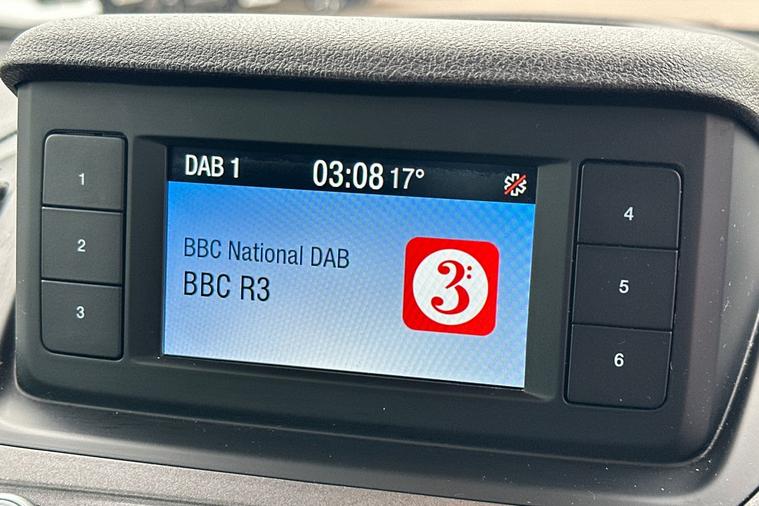 DAB 1 03:08 17°
BBC National DAB
BBC R3
3:
1
2
3
4
5
6